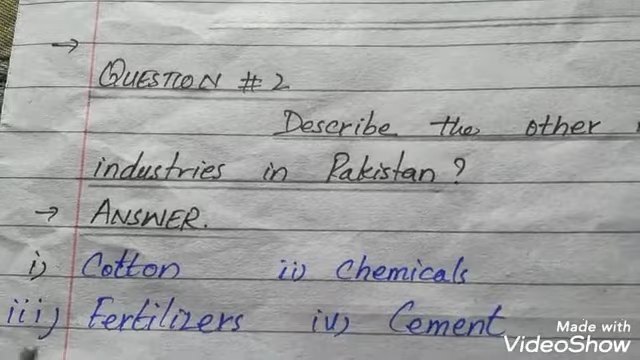 →
QUESTION # 2
Describe the other
industries in Pakistan ?
→ ANSWER.
i) Cotton ii) Chemicals
iii) Fertilizers iv) Cement
Made with
VideoShow